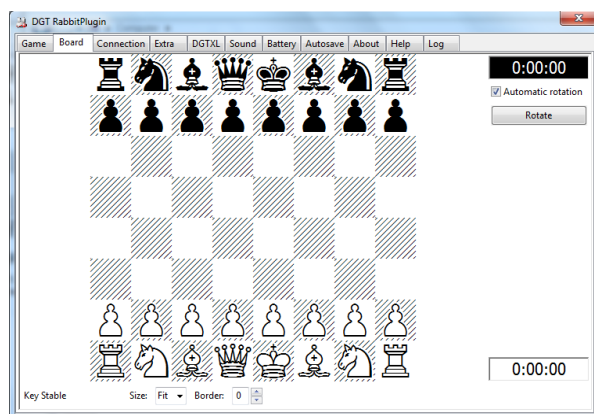 DGT RabbitPlugin
Game Board Connection Extra DGTXL Sound Battery Autosave About Help Log
0:00:00
Automatic rotation
Rotate
0:00:00
Key Stable Size: Fit Border: 0